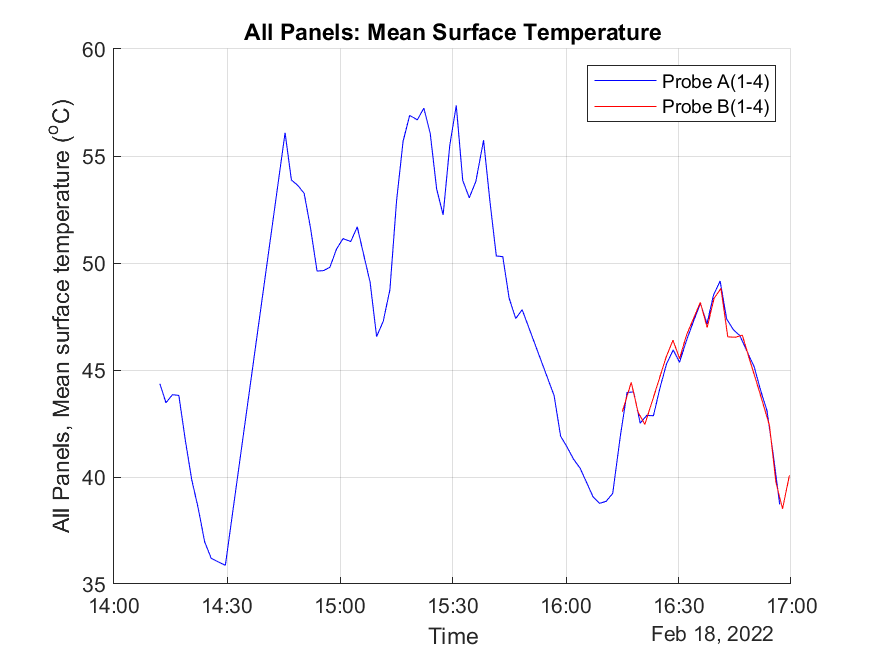 All Panels: Mean Surface Temperature
60
55
50
45
40
35
All Panels, Mean surface temperature (°C)
Probe A(1-4)
Probe B(1-4)
14:00 14:30 15:00 15:30 16:00 16:30 17:00
Time
Feb 18, 2022